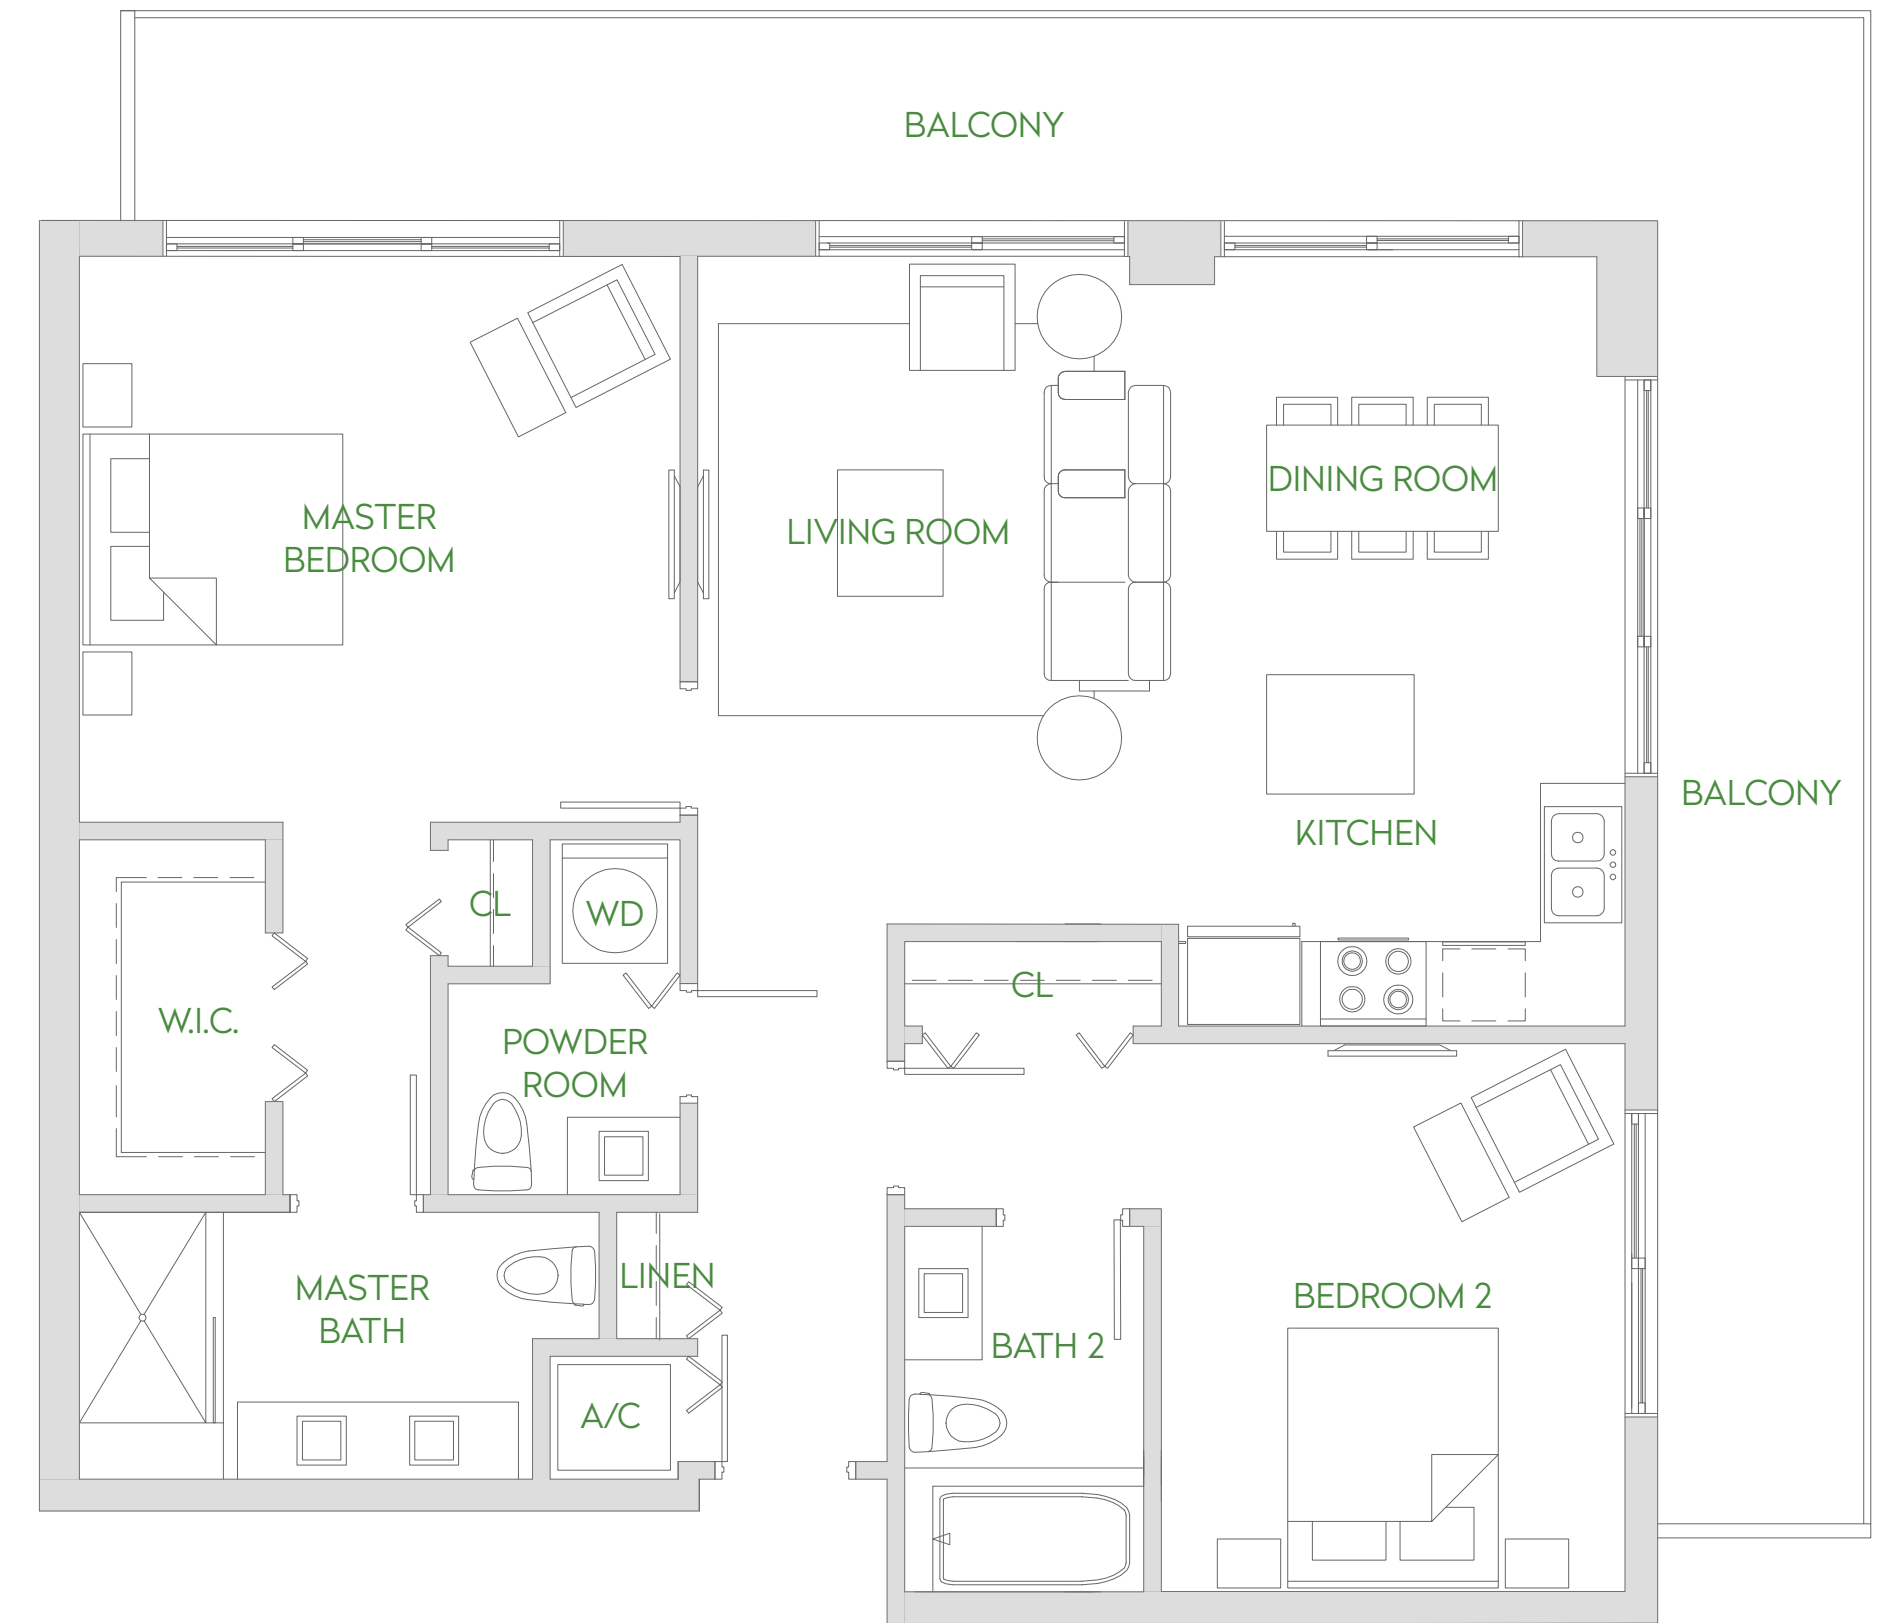 BALCONY
DINING ROOM
MASTER
BEDROOM
LIVING ROOM
BALCONY
KITCHEN
CL
WD
CL
W.I.C.
POWDER
ROOM
LINEN
MASTER
BATH
BEDROOM 2
BATH 2
A/C